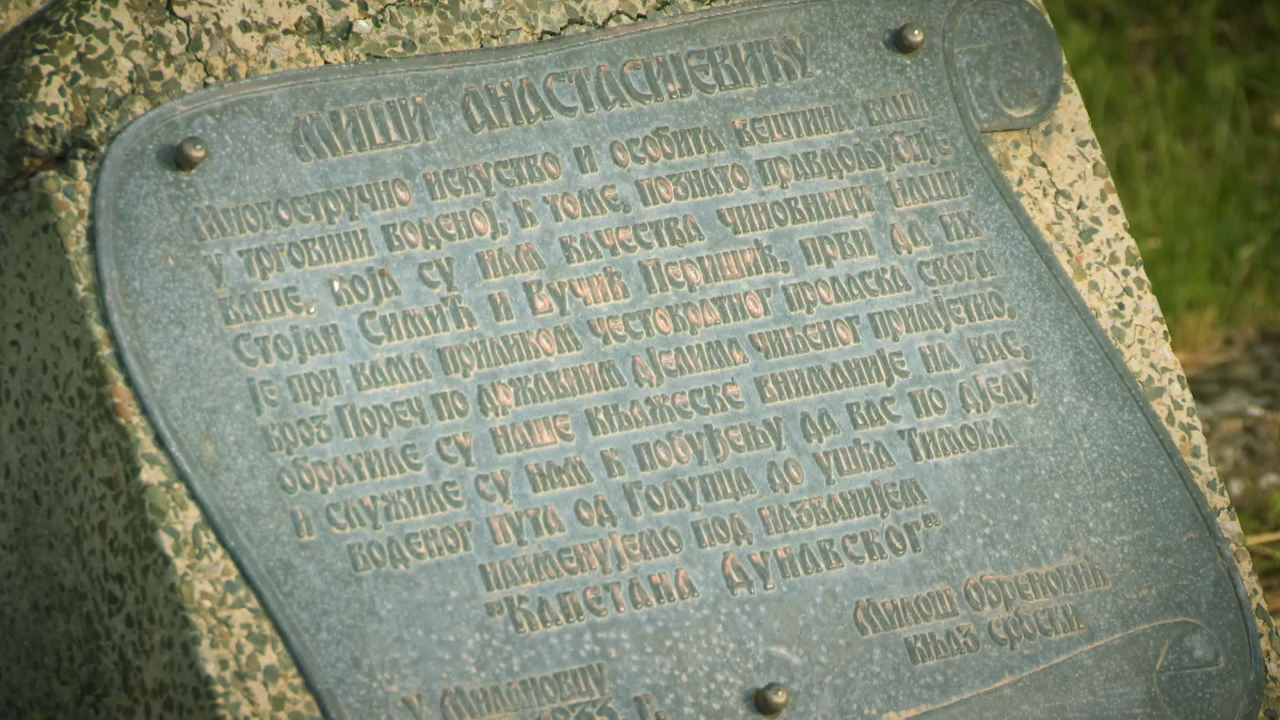 Миши Анастасијевићу
Многостручно искуство и особита вештина ваша
у трговини воденој, к томе, познато правдољубије
ваше, која су нам качества чиновници наши
Стојан Симић и Вучић Перишић, први да их
је при вама приликом честократног проласка свога
кроз Пореч по државним дјелима чињеног примјетио,
обратиле су наше књажеске вниманије на вас,
и служиле су нам к побуђењу да вас по дјелу
воденог пута од Голупца до ушћа Тимока
наименујемо под названијем
"Капетана Дунавског"
Милош Обреновић
књаз србски
У Милановцу
1833 г.